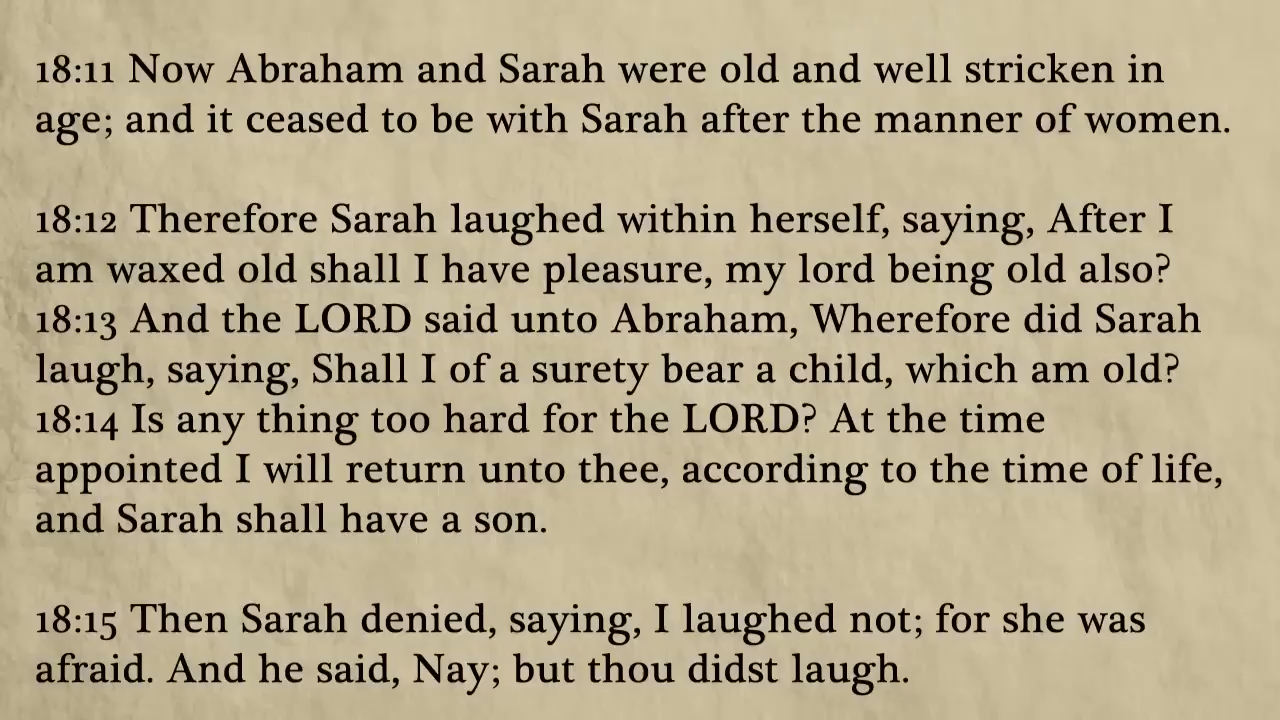 18:11 Now Abraham and Sarah were old and well stricken in
age; and it ceased to be with Sarah after the manner of women.
18:12 Therefore Sarah laughed within herself, saying, After I
am waxed old shall I have pleasure, my lord being old also?
18:13 And the LORD said unto Abraham, Wherefore did Sarah
laugh, saying, Shall I of a surety bear a child, which am old?
18:14 Is any thing too hard for the LORD? At the time
appointed I will return unto thee, according to the time of life,
and Sarah shall have a son.
18:15 Then Sarah denied, saying, I laughed not; for she was
afraid. And he said, Nay; but thou didst laugh.